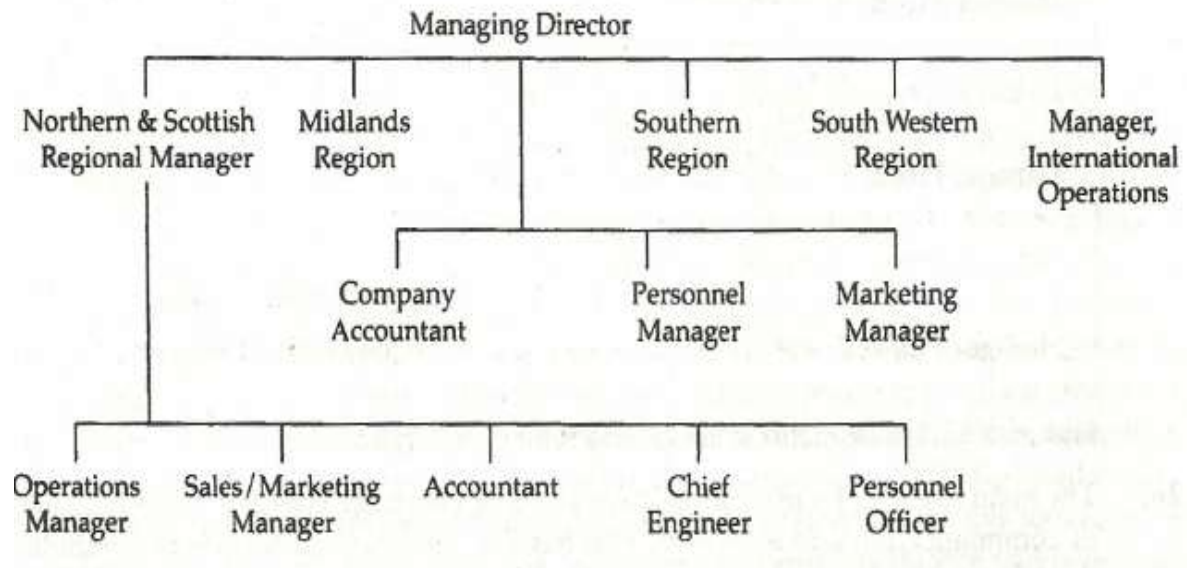 Managing Director
Northern & Scottish
Regional Manager
Midlands
Region
Southern
Region
South Western
Region
Manager,
International
Operations
Company
Accountant
Personnel
Manager
Marketing
Manager
Operations
Manager
Sales/Marketing
Manager
Accountant
Chief
Engineer
Personnel
Officer